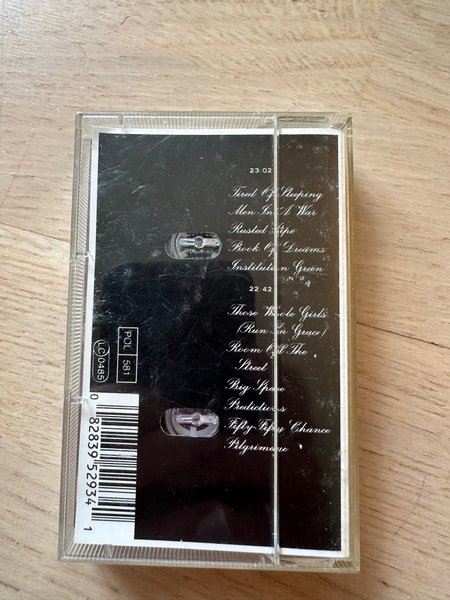 23:02
Tired Of Sleeping
Men In A War
Rusted Pipe
Book Of Dreams
Institution Green
22:42
Those Whole Girls
(Run In Grace)
Room Off The
Street
Big Space
Predictions
Fifty-Fifty Chance
Pilgrimage
POL 581
LC 0485
0 82839 52934 1